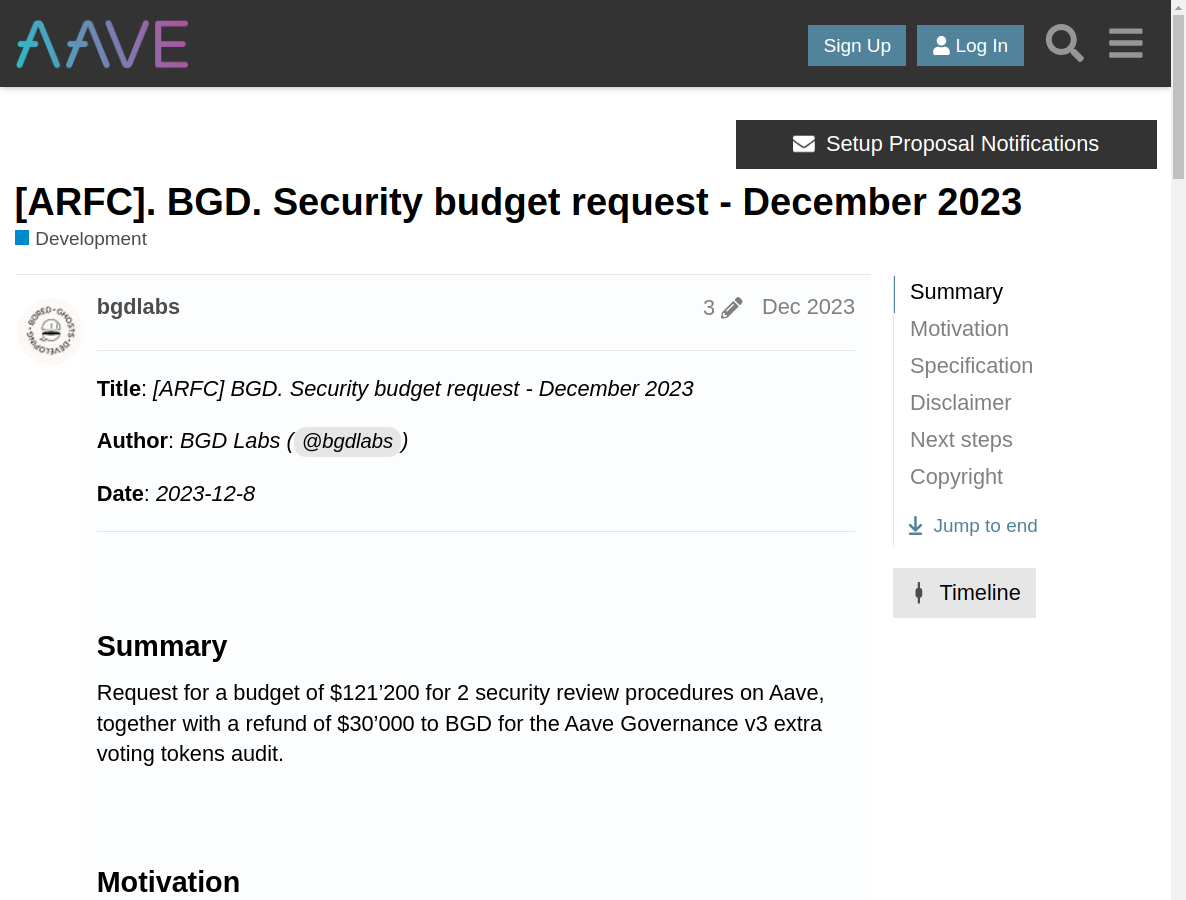 AAVE
Sign Up
Log In
Setup Proposal Notifications
[ARFC]. BGD. Security budget request - December 2023
Development
BORED · GHOSTS · DEVELOPING ·
bgdlabs
3
Dec 2023
Title: [ARFC] BGD. Security budget request - December 2023
Author: BGD Labs ( @bgdlabs )
Date: 2023-12-8
Summary
Request for a budget of $121’200 for 2 security review procedures on Aave,
together with a refund of $30’000 to BGD for the Aave Governance v3 extra
voting tokens audit.
Motivation
Summary
Motivation
Specification
Disclaimer
Next steps
Copyright
Jump to end
Timeline